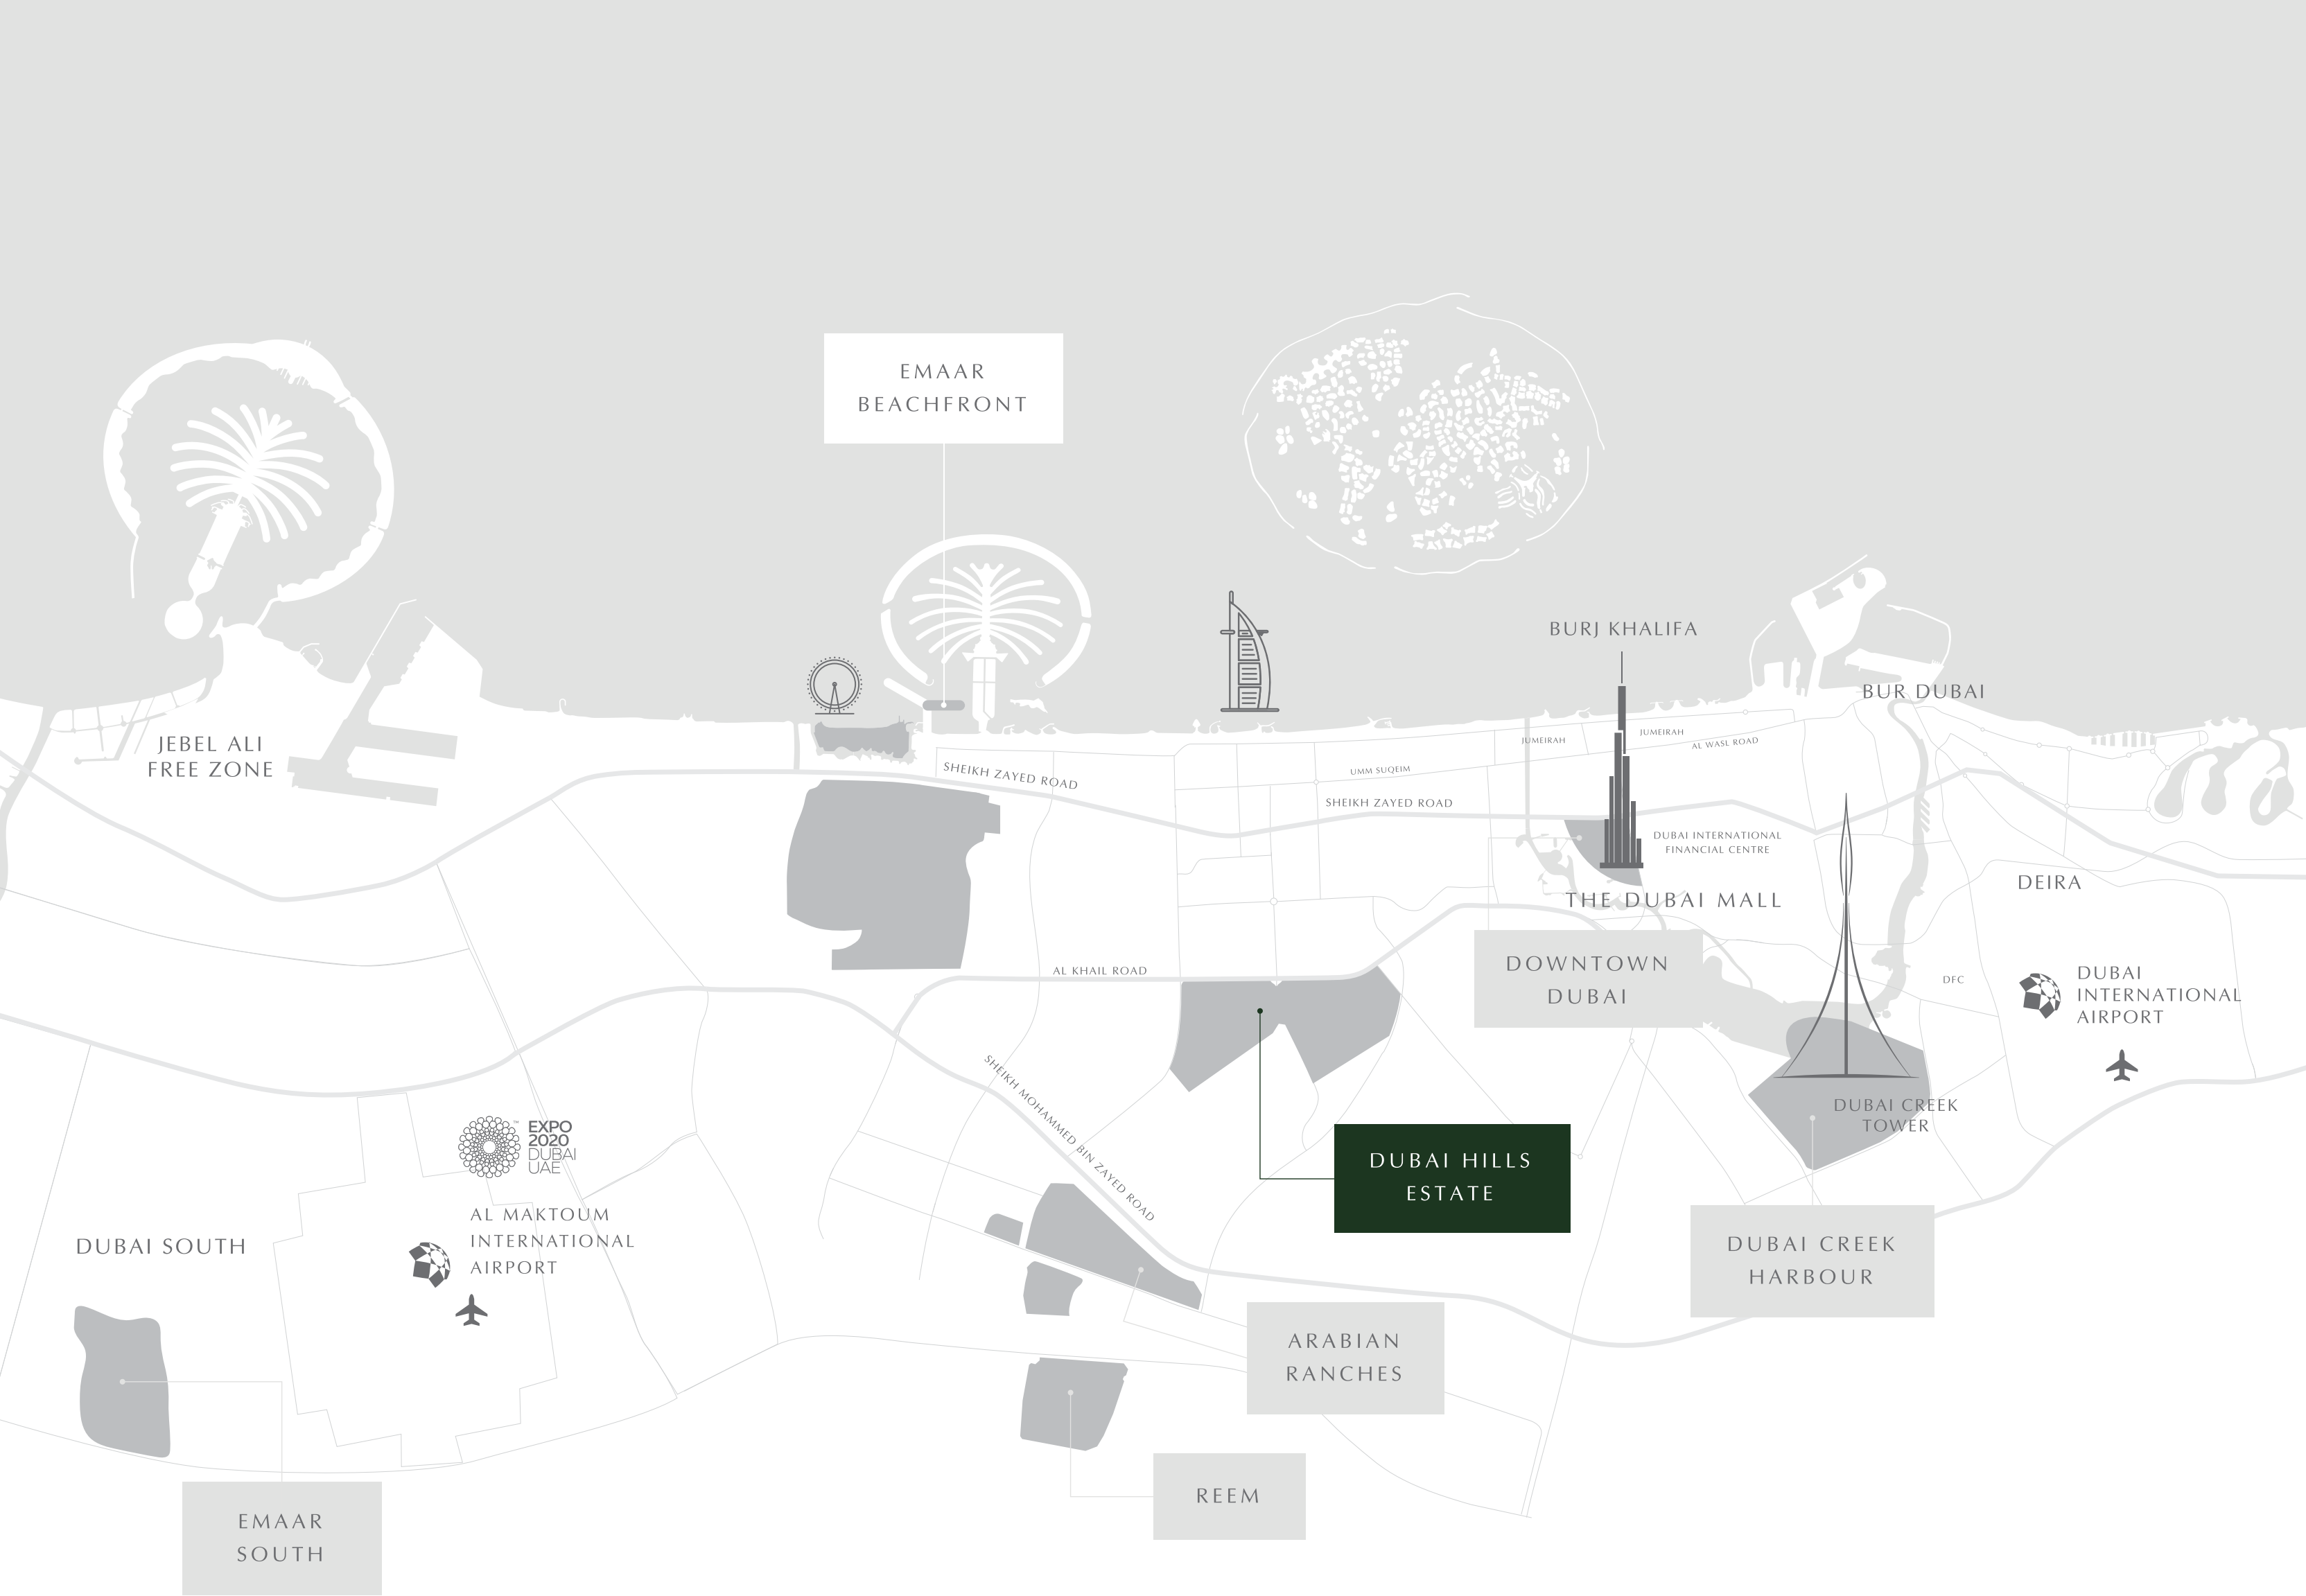 EMAAR
BEACHFRONT
BURJ KHALIFA
BUR DUBAI
JEBEL ALI
FREE ZONE
SHEIKH ZAYED ROAD
UMM SUQEIM
JUMEIRAH
JUMEIRAH
AL WASL ROAD
SHEIKH ZAYED ROAD
DUBAI INTERNATIONAL
FINANCIAL CENTRE
THE DUBAI MALL
DEIRA
AL KHAIL ROAD
DOWNTOWN
DUBAI
DFC
DUBAI
INTERNATIONAL
AIRPORT
SHEIKH MOHAMMED BIN ZAYED ROAD
DUBAI CREEK
TOWER
EXPO
2020
DUBAI
UAE
™
DUBAI HILLS
ESTATE
AL MAKTOUM
INTERNATIONAL
AIRPORT
DUBAI SOUTH
DUBAI CREEK
HARBOUR
ARABIAN
RANCHES
REEM
EMAAR
SOUTH